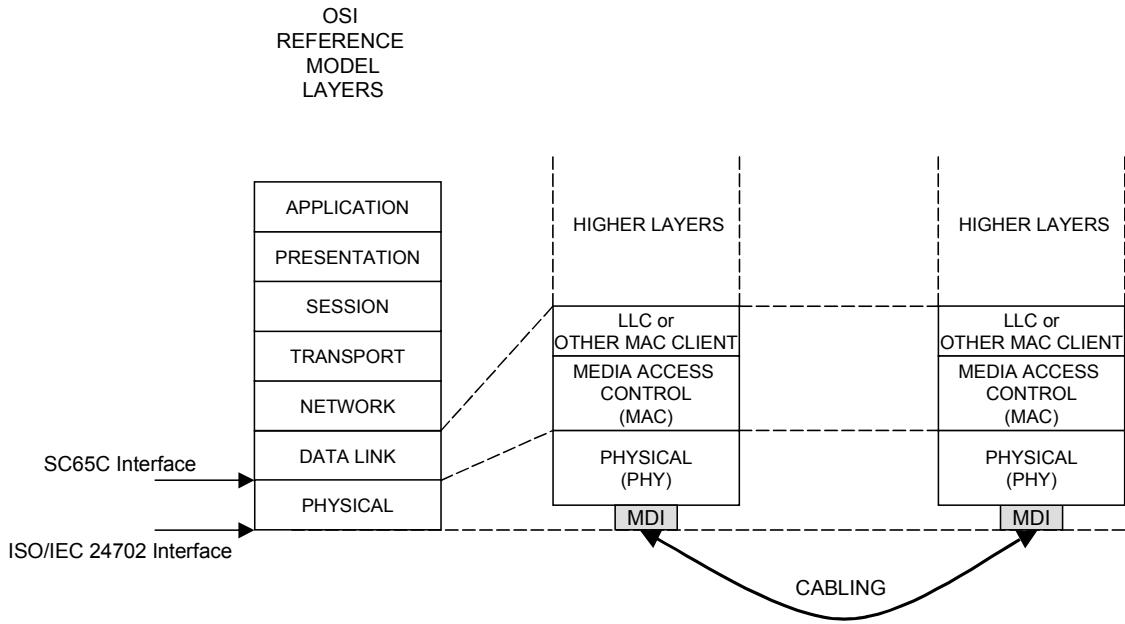 OSI
REFERENCE
MODEL
LAYERS
APPLICATION
PRESENTATION
SESSION
TRANSPORT
NETWORK
DATA LINK
PHYSICAL
SC65C Interface
ISO/IEC 24702 Interface
HIGHER LAYERS
LLC or
OTHER MAC CLIENT
MEDIA ACCESS
CONTROL
(MAC)
PHYSICAL
(PHY)
MDI
HIGHER LAYERS
LLC or
OTHER MAC CLIENT
MEDIA ACCESS
CONTROL
(MAC)
PHYSICAL
(PHY)
MDI
CABLING